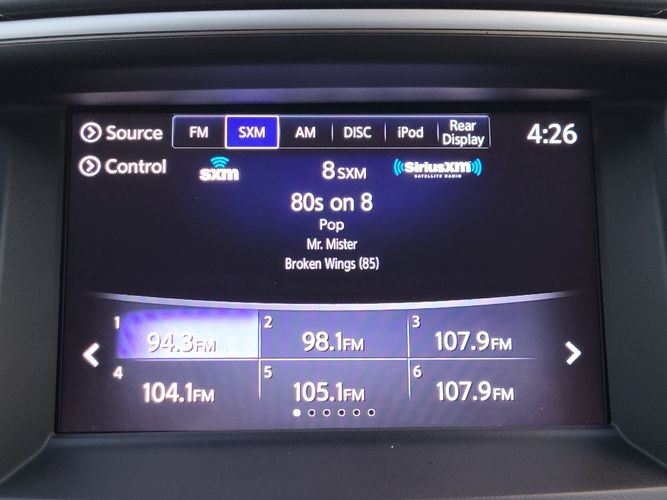 Source FM SXM AM DISC iPod Rear Display 4:26
Control sxm 8 SXM SiriusXM
SATELLITE RADIO
80s on 8
Pop
Mr. Mister
Broken Wings (85)
1 94.3FM 2 98.1FM 3 107.9FM
4 104.1FM 5 105.1FM 6 107.9FM